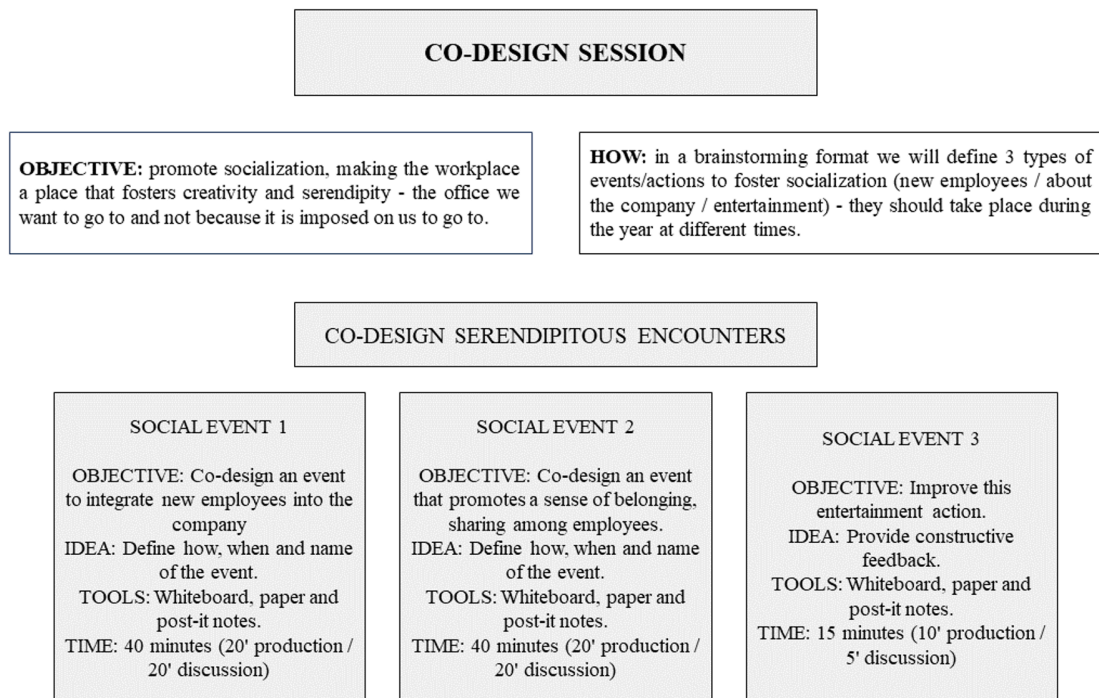 CO-DESIGN SESSION
OBJECTIVE: promote socialization, making the workplace
a place that fosters creativity and serendipity - the office we
want to go to and not because it is imposed on us to go to.
HOW: in a brainstorming format we will define 3 types of
events/actions to foster socialization (new employees / about
the company / entertainment) - they should take place during
the year at different times.
CO-DESIGN SERENDIPITOUS ENCOUNTERS
SOCIAL EVENT 1
OBJECTIVE: Co-design an event
to integrate new employees into the
company
IDEA: Define how, when and name
of the event.
TOOLS: Whiteboard, paper and
post-it notes.
TIME: 40 minutes (20' production /
20' discussion)
SOCIAL EVENT 2
OBJECTIVE: Co-design an event
that promotes a sense of belonging,
sharing among employees.
IDEA: Define how, when and name
of the event.
TOOLS: Whiteboard, paper and
post-it notes.
TIME: 40 minutes (20' production /
20' discussion)
SOCIAL EVENT 3
OBJECTIVE: Improve this
entertainment action.
IDEA: Provide constructive
feedback.
TOOLS: Whiteboard, paper and
post-it notes.
TIME: 15 minutes (10' production /
5' discussion)